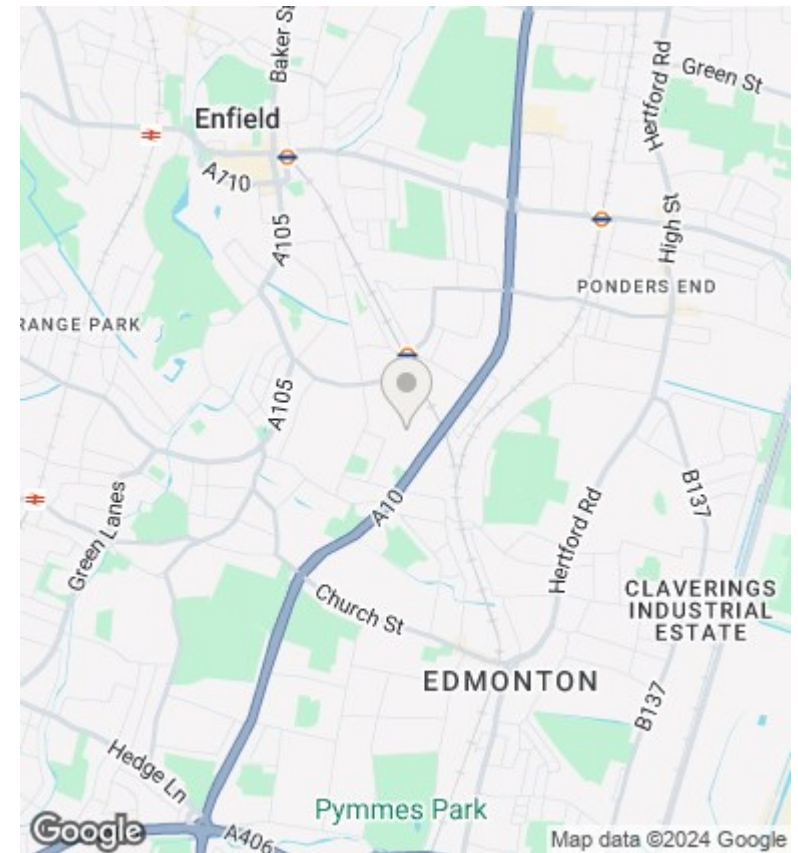 Baker St
Hertford Rd
Green St
Enfield
A110
A105
High St
PONDERS END
RANGE PARK
A105
B137
A10
Green Lanes
Hertford Rd
CLAVERINGS
INDUSTRIAL
ESTATE
Church St
EDMONTON
B137
Hedge Ln
Pymmes Park
Google
A406
Map data ©2024 Google